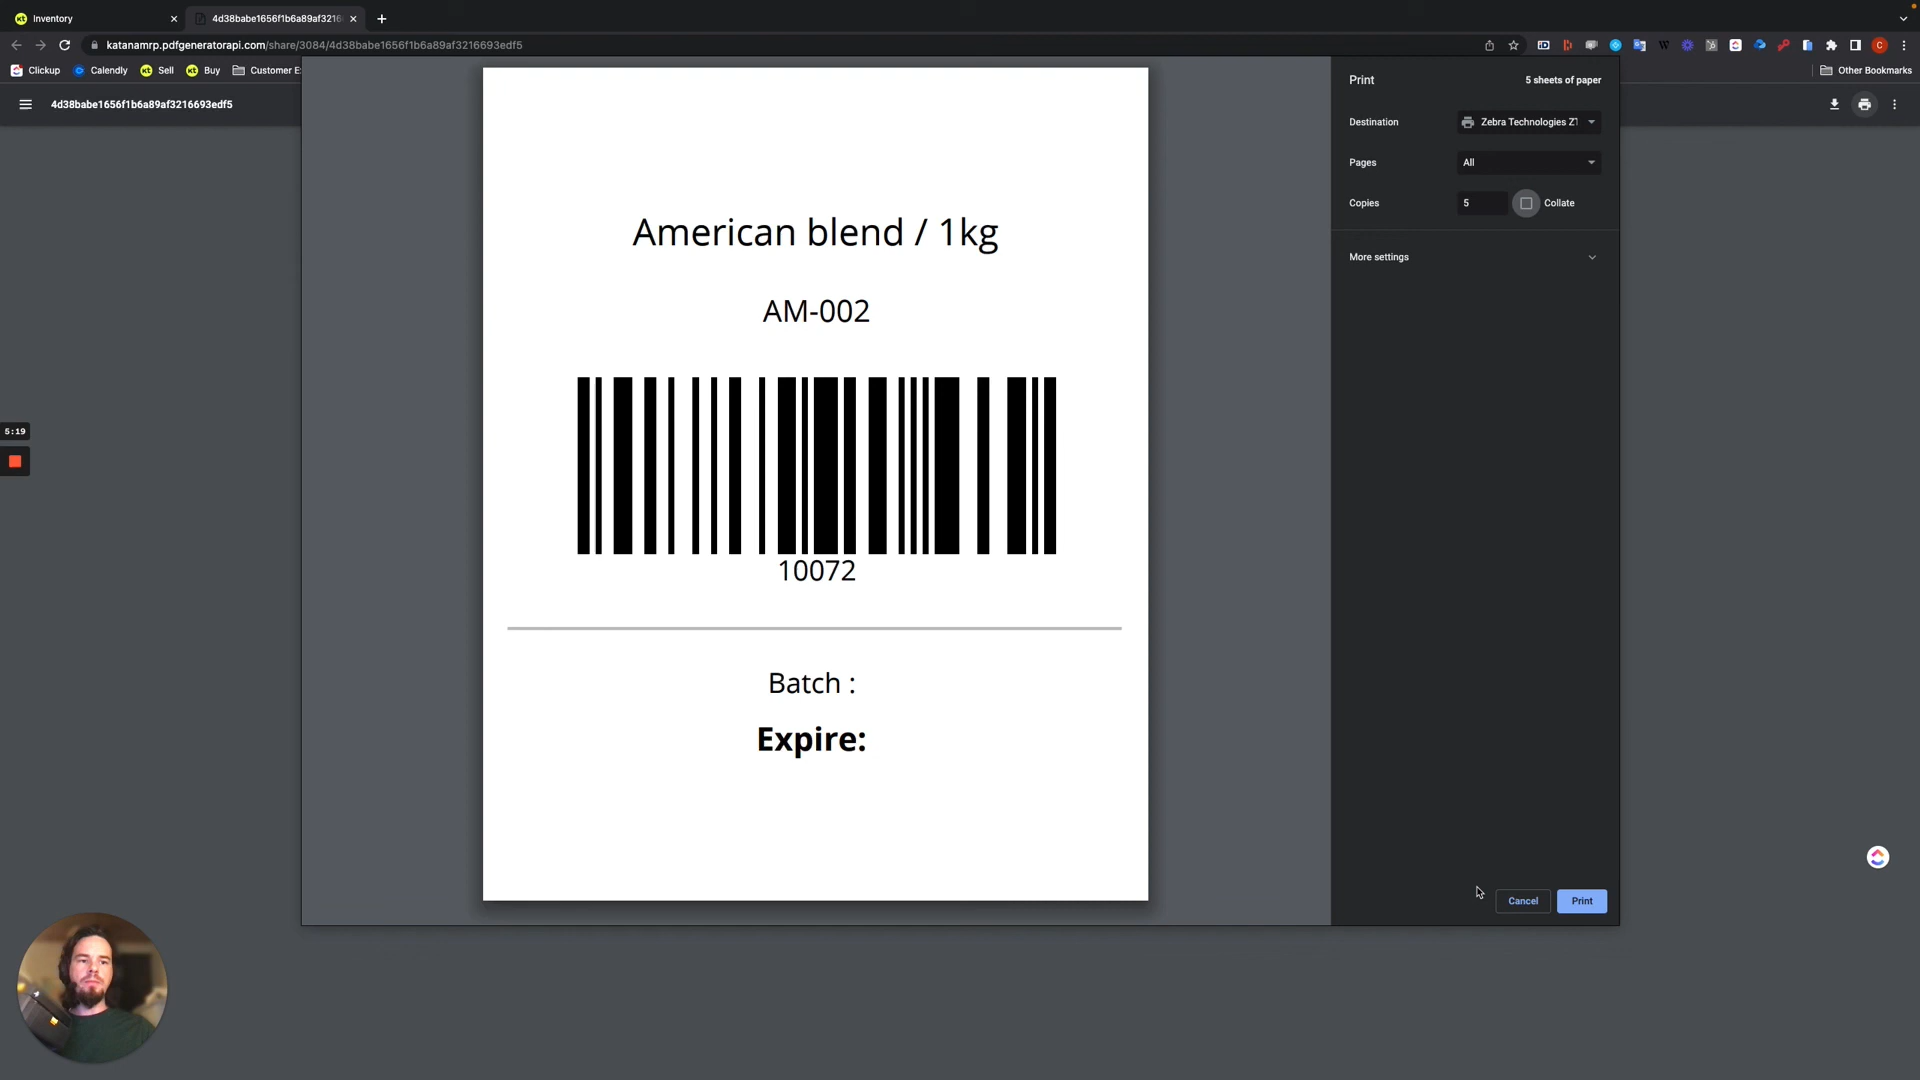 Inventory
4d38babe1656f1b6a89af3216
katanamrp.pdfgeneratorapi.com/share/3084/4d38babe1656f1b6a89af3216693edf5
Clickup
Calendly
Sell
Buy
Customer E
Other Bookmarks
4d38babe1656f1b6a89af3216693edf5
Print
5 sheets of paper
Destination
Zebra Technologies ZT
Pages
All
Copies
5
Collate
More settings
American blend / 1kg
AM-002
10072
Batch :
Expire:
5:19
Cancel
Print